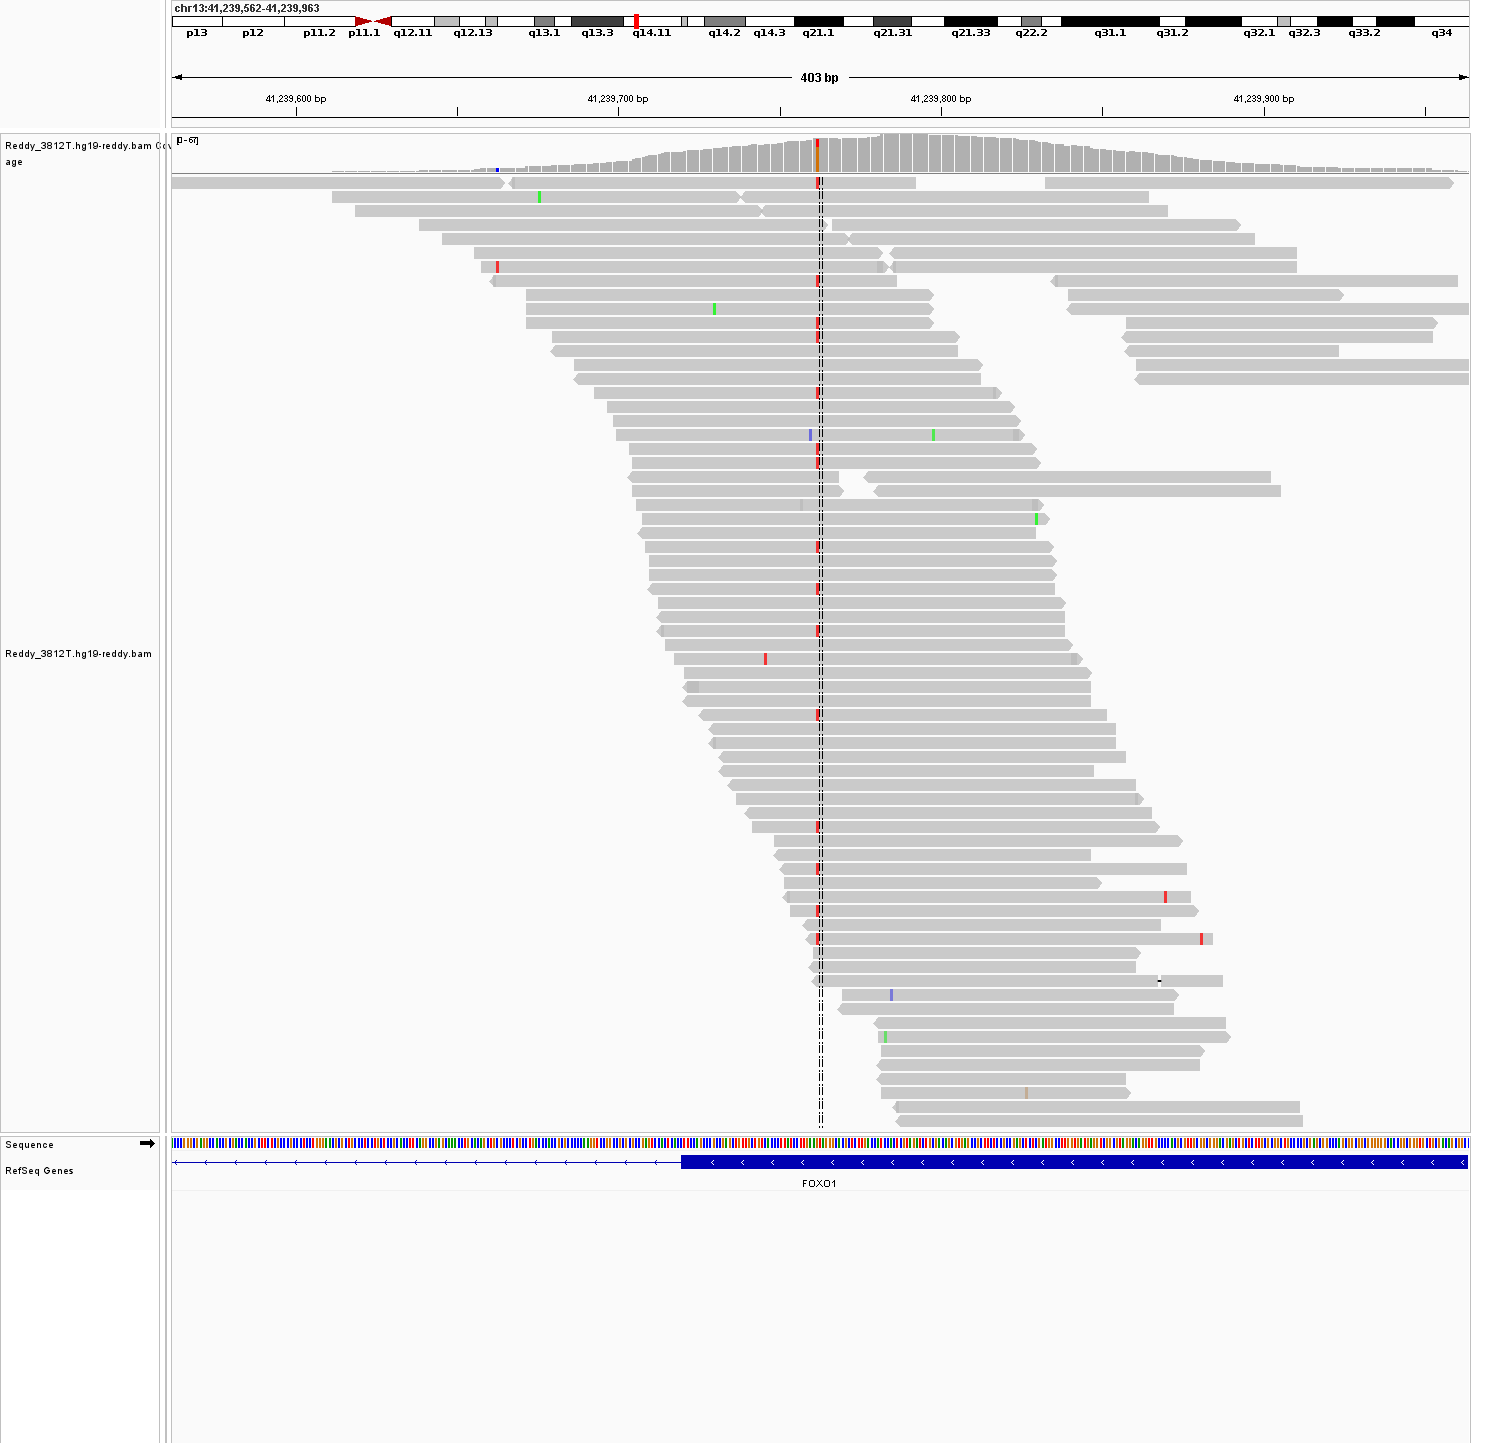 chr13:41,239,562-41,239,963
p13 p12 p11.2 p11.1 q12.11 q12.13 q13.1 q13.3 q14.11 q14.2 q14.3 q21.1 q21.31 q21.33 q22.2 q31.1 q31.2 q32.1 q32.3 q33.2 q34
403 bp
41,239,600 bp 41,239,700 bp 41,239,800 bp 41,239,900 bp
Reddy_3812T.hg19-reddy.bam Cov
age
[0 - 67]
Reddy_3812T.hg19-reddy.bam
Sequence
RefSeq Genes
FOXO1